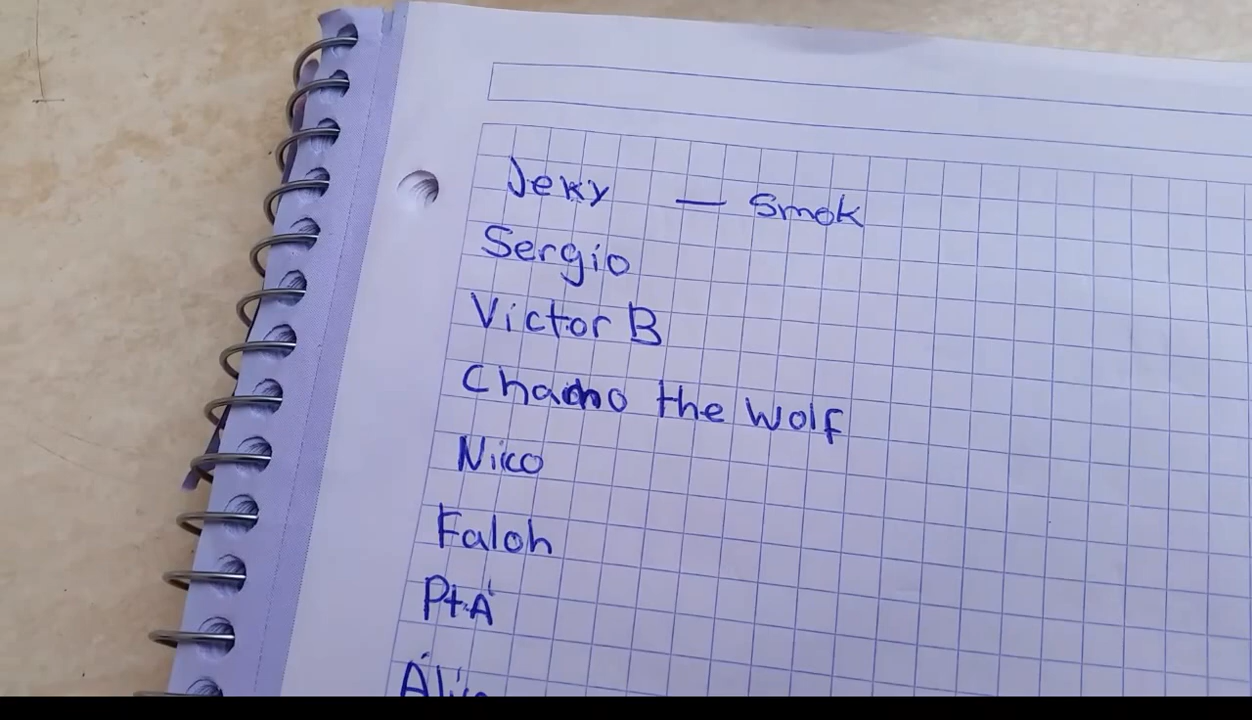 Jeky — Smok
Sergio
Victor B
Chacho the Wolf
Nico
Faloh